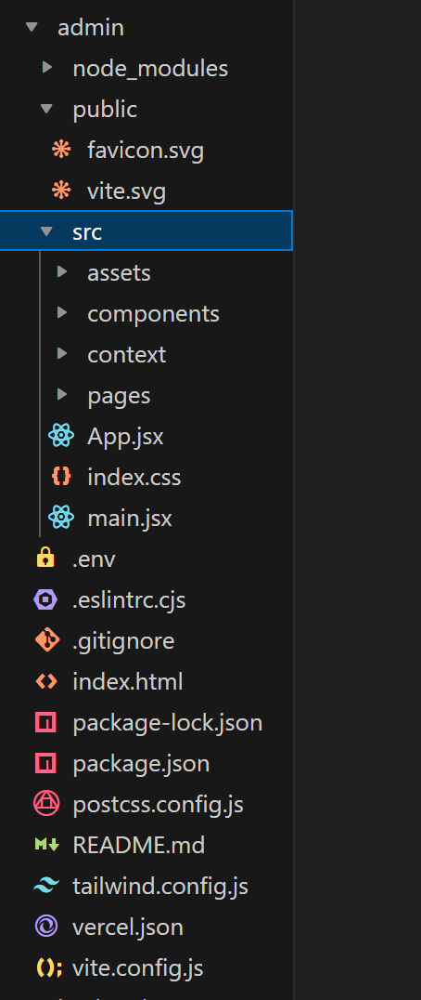 admin
node_modules
public
favicon.svg
vite.svg
src
assets
components
context
pages
App.jsx
index.css
main.jsx
.env
.eslintrc.cjs
.gitignore
index.html
package-lock.json
package.json
postcss.config.js
README.md
tailwind.config.js
vercel.json
vite.config.js